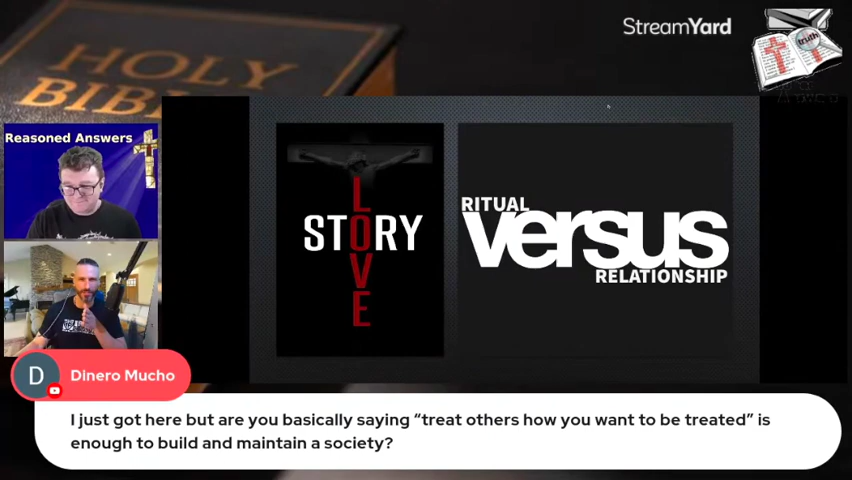 StreamYard
HOLY
BIB
truth
Reasoned Answers
STORY
LOVE
RITUAL
versus
RELATIONSHIP
D
Dinero Mucho
I just got here but are you basically saying “treat others how you want to be treated” is
enough to build and maintain a society?